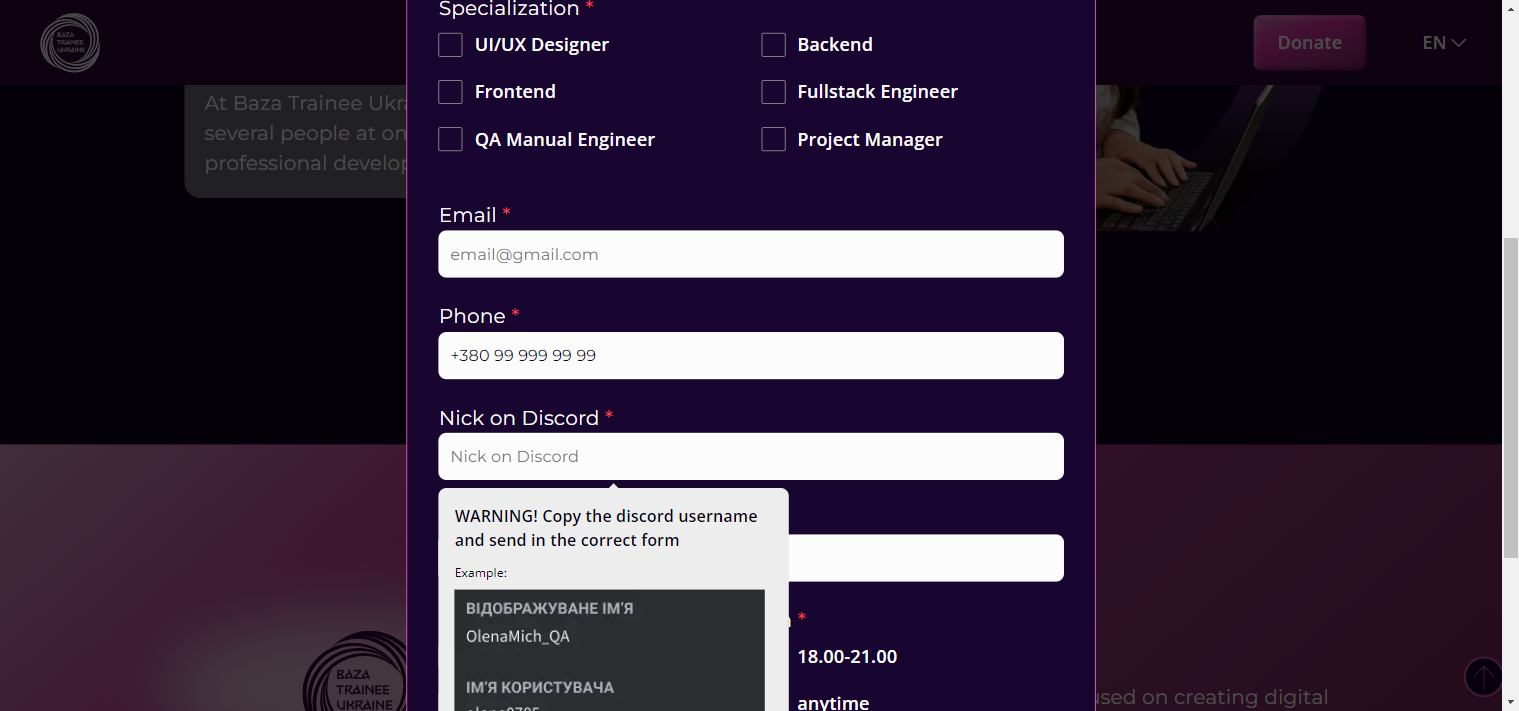 BAZA
TRAINEE
UKRAINE
Donate
EN
At Baza Trainee Ukra
several people at on
professional develop
Specialization *
UI/UX Designer
Backend
Frontend
Fullstack Engineer
QA Manual Engineer
Project Manager
Email *
email@gmail.com
Phone *
+380 99 999 99 99
Nick on Discord *
Nick on Discord
WARNING! Copy the discord username
and send in the correct form
Example:
ВІДОБРАЖУВАНЕ ІМ'Я
OlenaMich_QA
ІМ'Я КОРИСТУВАЧА
*
18.00-21.00
anytime
BAZA
TRAINEE
UKRAINE
used on creating digital